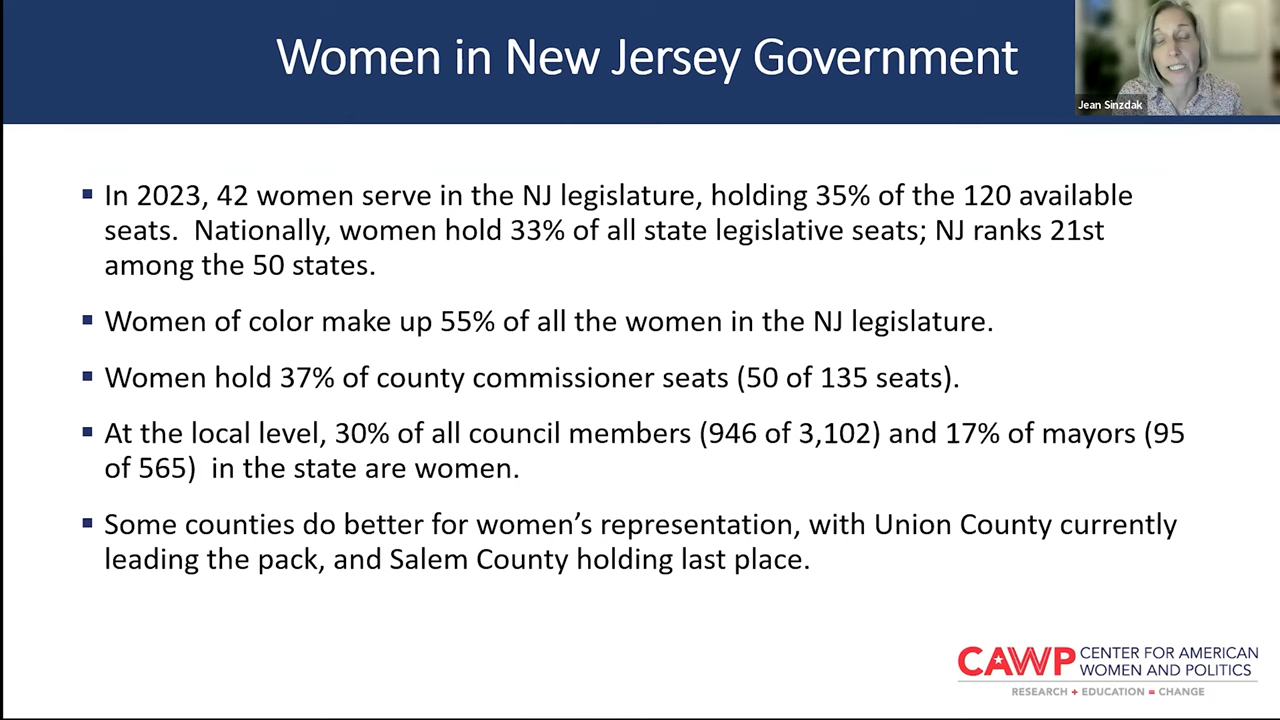 Women in New Jersey Government
Jean Sinzdak
▪ In 2023, 42 women serve in the NJ legislature, holding 35% of the 120 available
seats.  Nationally, women hold 33% of all state legislative seats; NJ ranks 21st
among the 50 states.
▪ Women of color make up 55% of all the women in the NJ legislature.
▪ Women hold 37% of county commissioner seats (50 of 135 seats).
▪ At the local level, 30% of all council members (946 of 3,102) and 17% of mayors (95
of 565)  in the state are women.
▪ Some counties do better for women’s representation, with Union County currently
leading the pack, and Salem County holding last place.
CAWP CENTER FOR AMERICAN
WOMEN AND POLITICS
RESEARCH + EDUCATION = CHANGE